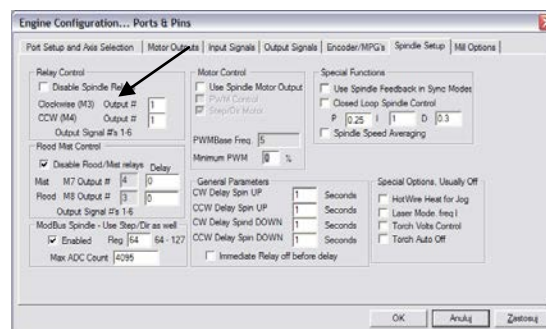 Engine Configuration... Ports & Pins
Port Setup and Axis Selection Motor Outputs Input Signals Output Signals Encoder/MPG's Spindle Setup Mill Options
Relay Control
Disable Spindle Relays
Clockwise (M3) Output # 1
CCW (M4) Output # 1
Output Signal #'s 1-6
Flood Mist Control
Disable Flood/Mist relays Delay
Mist M7 Output # 4 0
Flood M8 Output # 3 0
Output Signal #'s 1-6
ModBus Spindle - Use Step/Dir as well
Enabled Reg 64 64 - 127
Max ADC Count 4095
Motor Control
Use Spindle Motor Output
PWM Control
Step/Dir Motor
PWMBase Freq. 5
Minimum PWM 0 %
General Parameters
CW Delay Spin UP 1 Seconds
CCW Delay Spin UP 1 Seconds
CW Delay Spind DOWN 1 Seconds
CCW Delay Spin DOWN 1 Seconds
Immediate Relay off before delay
Special Functions
Use Spindle Feedback in Sync Modes
Closed Loop Spindle Control
P 0.25 I 1 D 0.3
Spindle Speed Averaging
Special Options, Usually Off
HotWire Heat for Jog
Laser Mode. freq
Torch Volts Control
Torch Auto Off
OK Anuluj Zastosuj